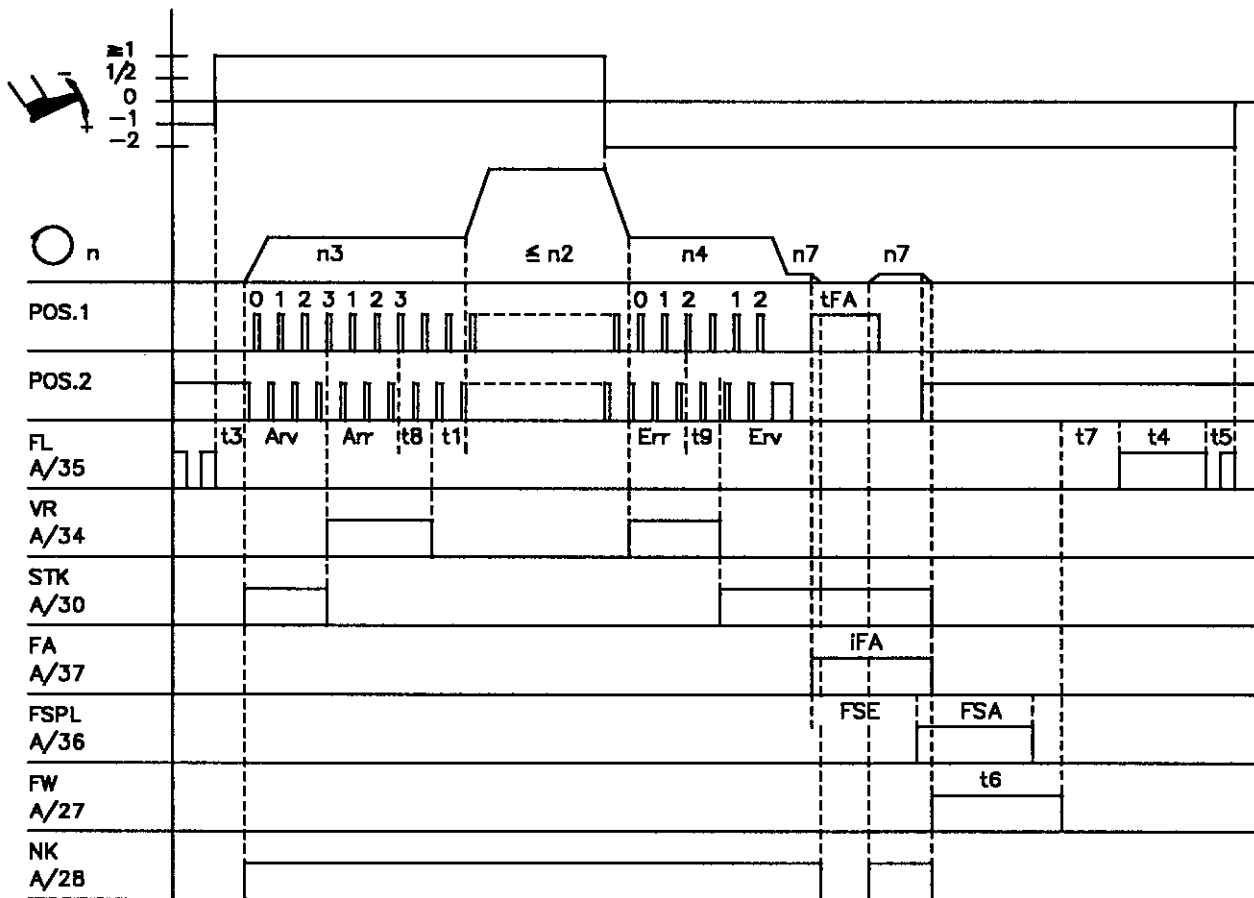 ≥1
1/2
0
-1
-2
- +
n
n3 ≤ n2 n4 n7 n7
POS.1
0 1 2 3 1 2 3 0 1 2 1 2 tFA
POS.2
FL
A/35
t3 Arv Arr t8 t1 Err t9 Erv t7 t4 t5
VR
A/34
STK
A/30
FA
A/37
iFA
FSPL
A/36
FSE FSA
FW
A/27
t6
NK
A/28